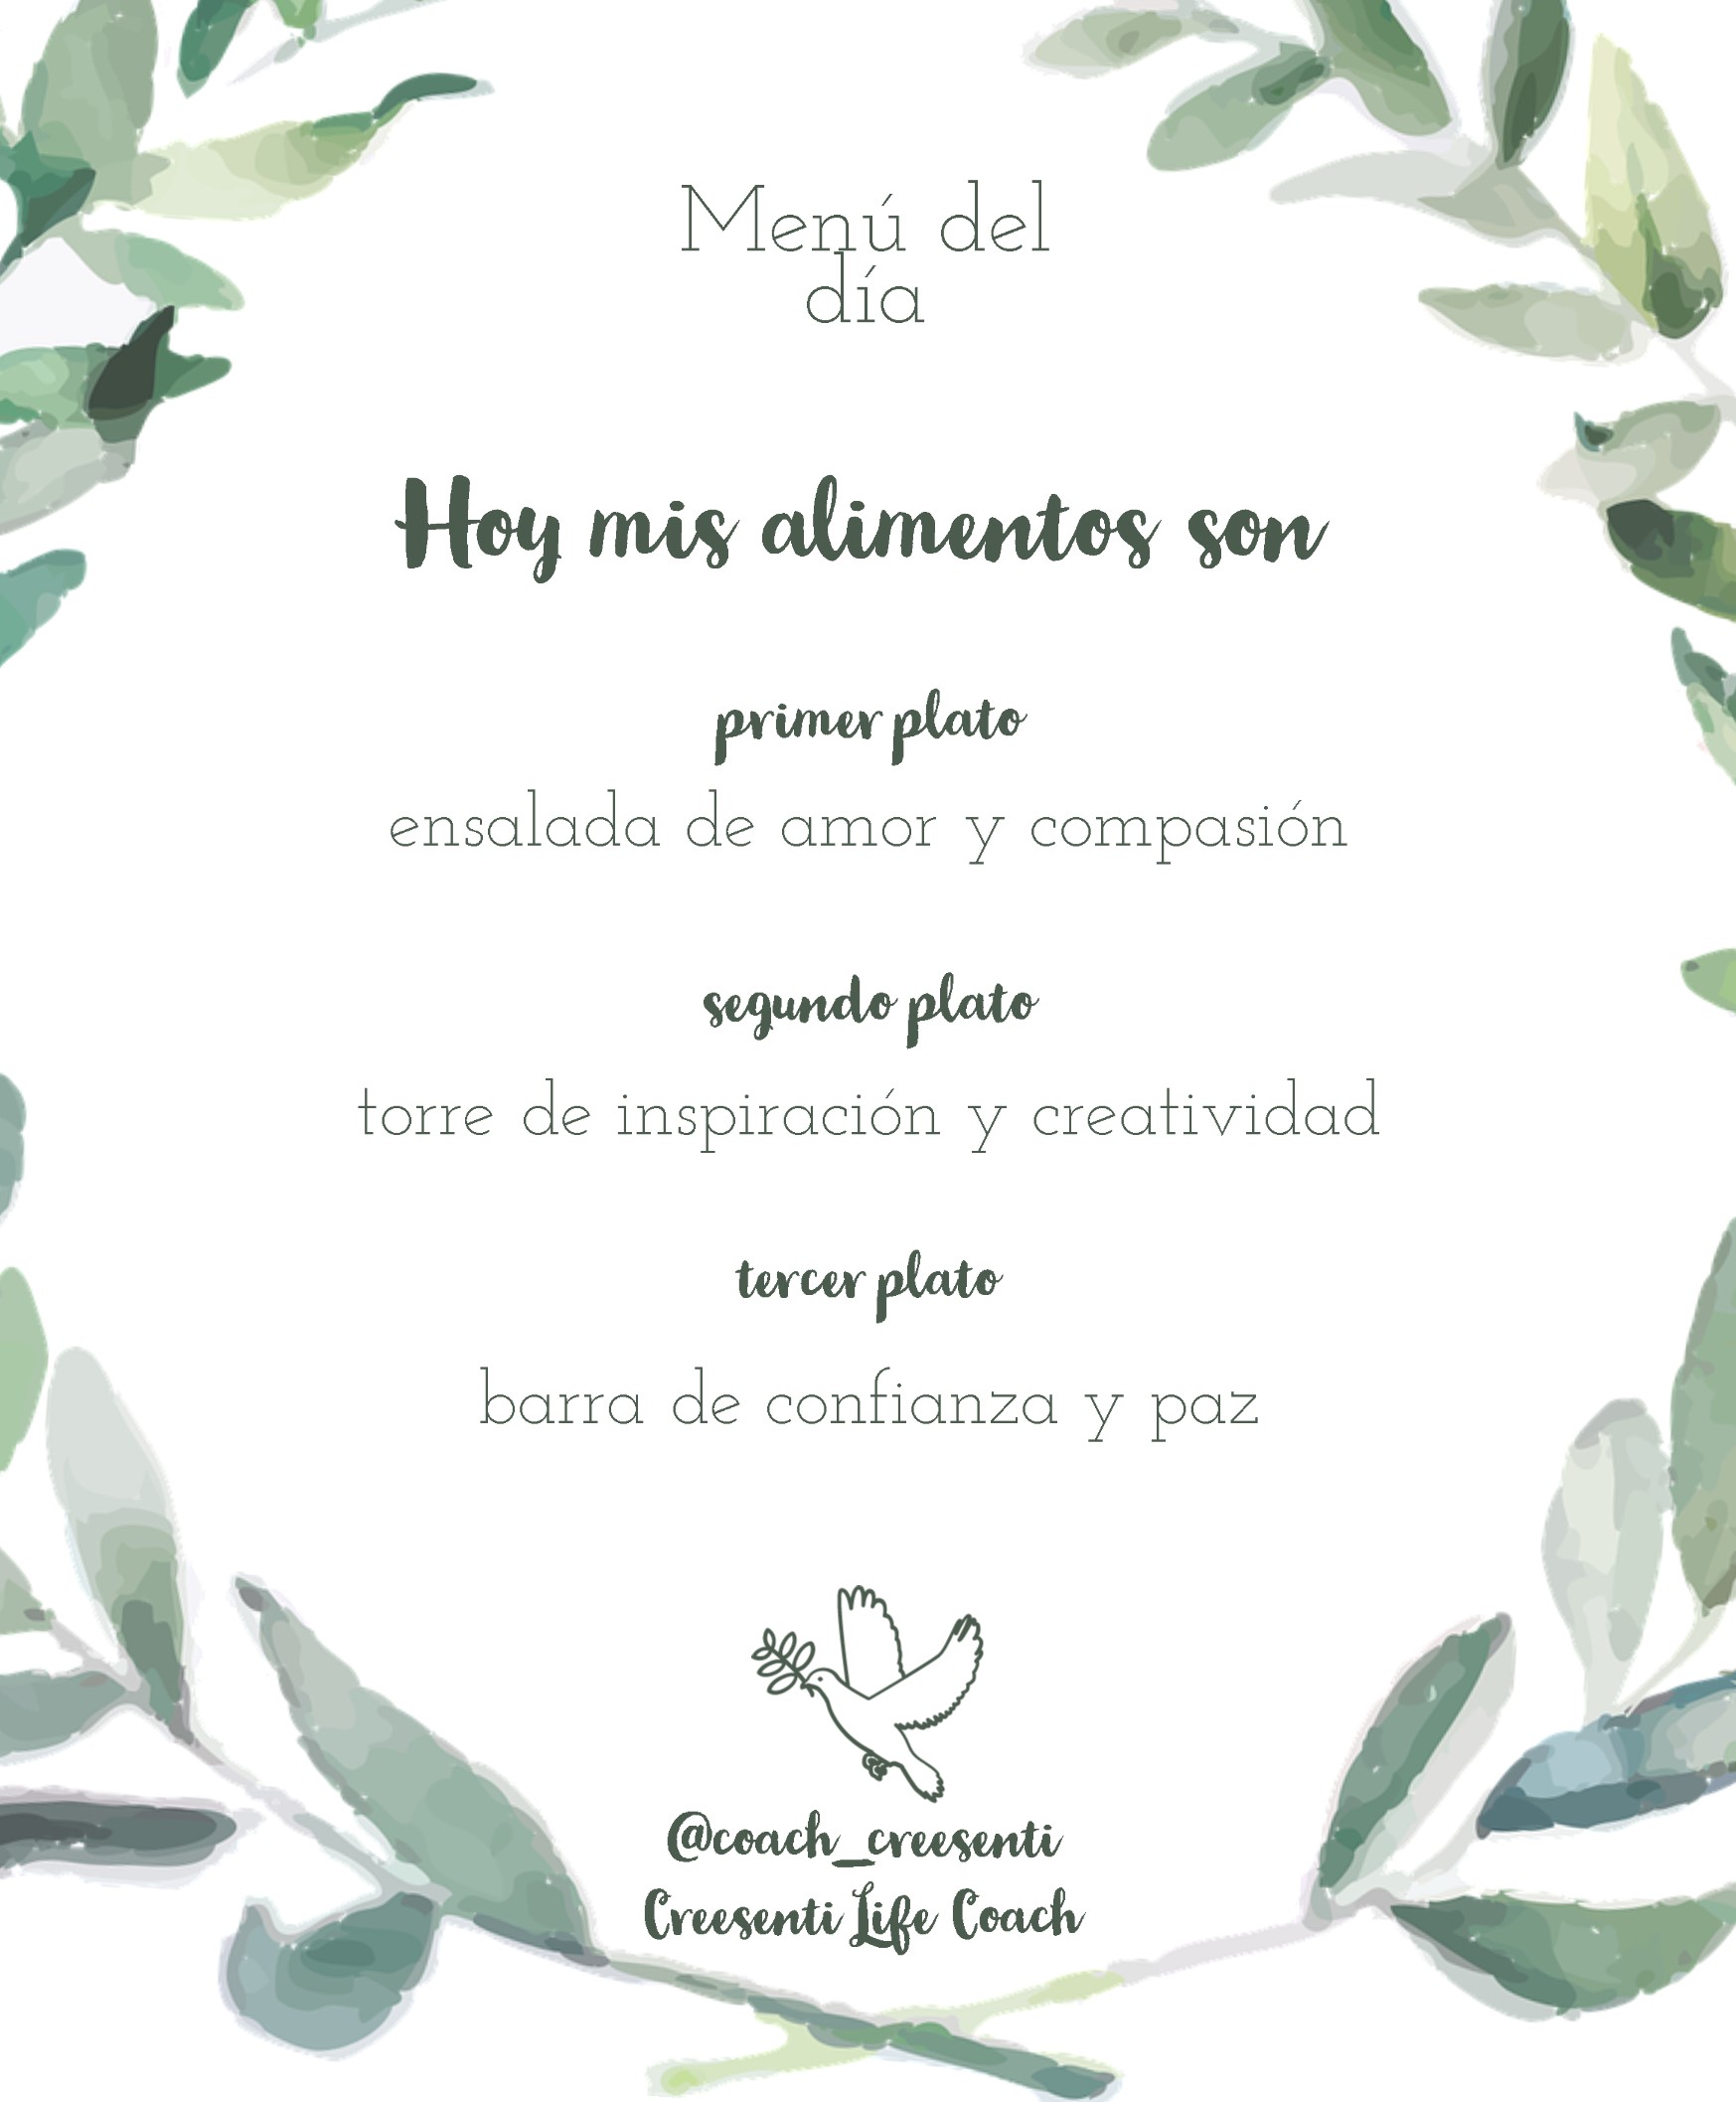 Menú del
día
Hoy mis alimentos son
primer plato
ensalada de amor y compasión
segundo plato
torre de inspiración y creatividad
tercer plato
barra de confianza y paz
@coach_creesenti
Creesenti Life Coach